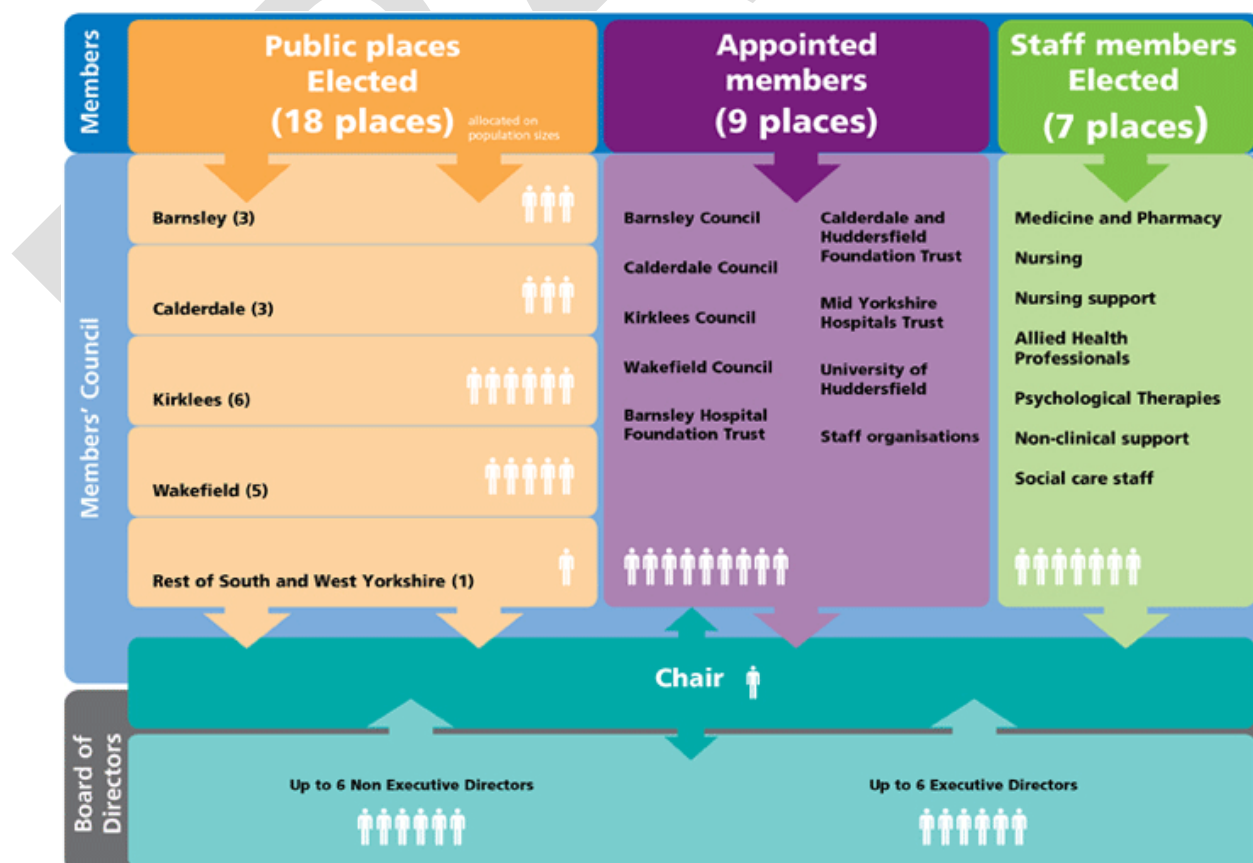 Members
Public places
Elected
(18 places)
allocated on
population sizes
Appointed
members
(9 places)
Staff members
Elected
(7 places)
Members' Council
Barnsley (3)
Calderdale (3)
Kirklees (6)
Wakefield (5)
Rest of South and West Yorkshire (1)
Barnsley Council
Calderdale Council
Kirklees Council
Wakefield Council
Barnsley Hospital
Foundation Trust
Calderdale and
Huddersfield
Foundation Trust
Mid Yorkshire
Hospitals Trust
University of
Huddersfield
Staff organisations
Medicine and Pharmacy
Nursing
Nursing support
Allied Health
Professionals
Psychological Therapies
Non-clinical support
Social care staff
Chair
Board of
Directors
Up to 6 Non Executive Directors
Up to 6 Executive Directors